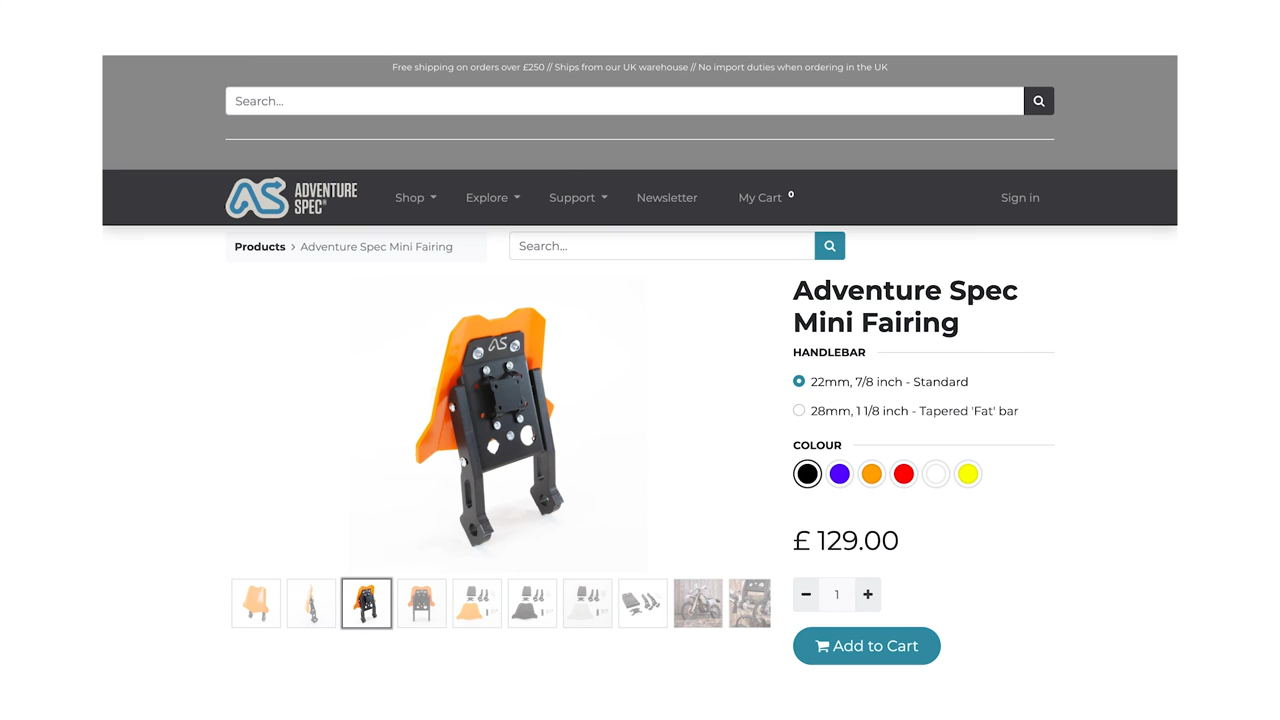 Free shipping on orders over £250 // Ships from our UK warehouse // No import duties when ordering in the UK
Search...
AS ADVENTURE SPEC®
Shop
Explore
Support
Newsletter
My Cart 0
Sign in
Products > Adventure Spec Mini Fairing
Search...
AS
Adventure Spec
Mini Fairing
HANDLEBAR
22mm, 7/8 inch - Standard
28mm, 1 1/8 inch - Tapered 'Fat' bar
COLOUR
£ 129.00
1
Add to Cart